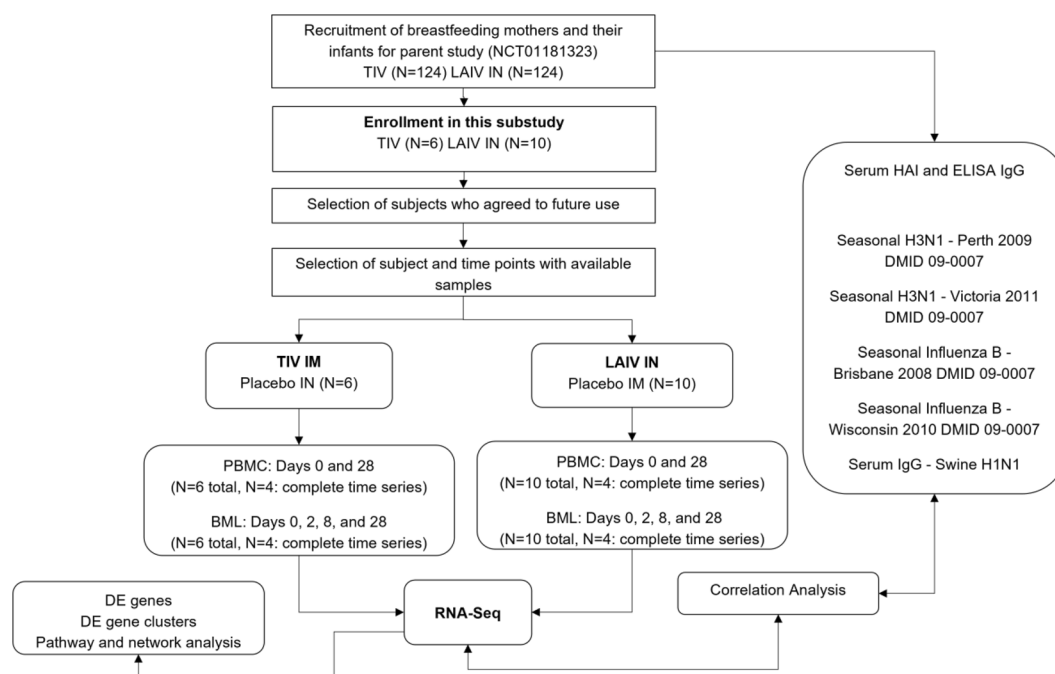 Recruitment of breastfeeding mothers and their
infants for parent study (NCT01181323)
TIV (N=124) LAIV IN (N=124)
Enrollment in this substudy
TIV (N=6) LAIV IN (N=10)
Selection of subjects who agreed to future use
Selection of subject and time points with available
samples
TIV IM
Placebo IN (N=6)
LAIV IN
Placebo IM (N=10)
PBMC: Days 0 and 28
(N=6 total, N=4: complete time series)
BML: Days 0, 2, 8, and 28
(N=6 total, N=4: complete time series)
PBMC: Days 0 and 28
(N=10 total, N=4: complete time series)
BML: Days 0, 2, 8, and 28
(N=10 total, N=4: complete time series)
Serum HAI and ELISA IgG
Seasonal H3N1 - Perth 2009
DMID 09-0007
Seasonal H3N1 - Victoria 2011
DMID 09-0007
Seasonal Influenza B -
Brisbane 2008 DMID 09-0007
Seasonal Influenza B -
Wisconsin 2010 DMID 09-0007
Serum IgG - Swine H1N1
DE genes
DE gene clusters
Pathway and network analysis
RNA-Seq
Correlation Analysis